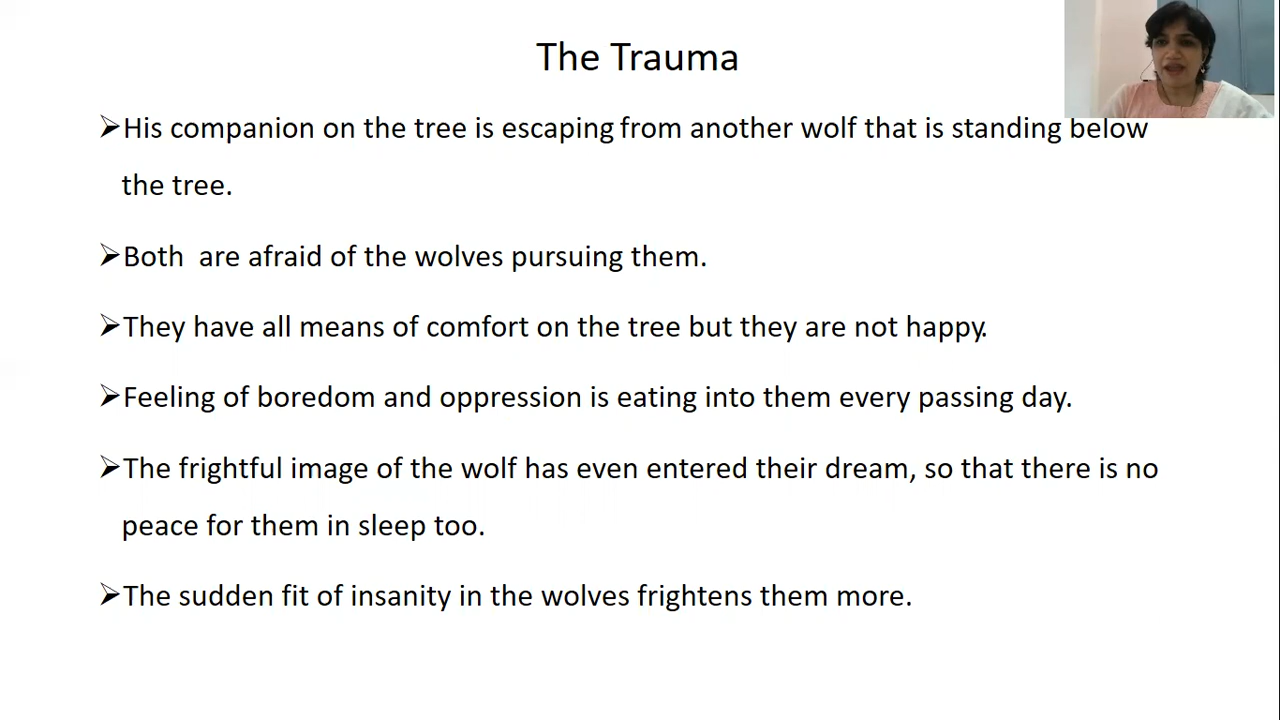 The Trauma
➢His companion on the tree is escaping from another wolf that is standing below
the tree.
➢Both are afraid of the wolves pursuing them.
➢They have all means of comfort on the tree but they are not happy.
➢Feeling of boredom and oppression is eating into them every passing day.
➢The frightful image of the wolf has even entered their dream, so that there is no
peace for them in sleep too.
➢The sudden fit of insanity in the wolves frightens them more.